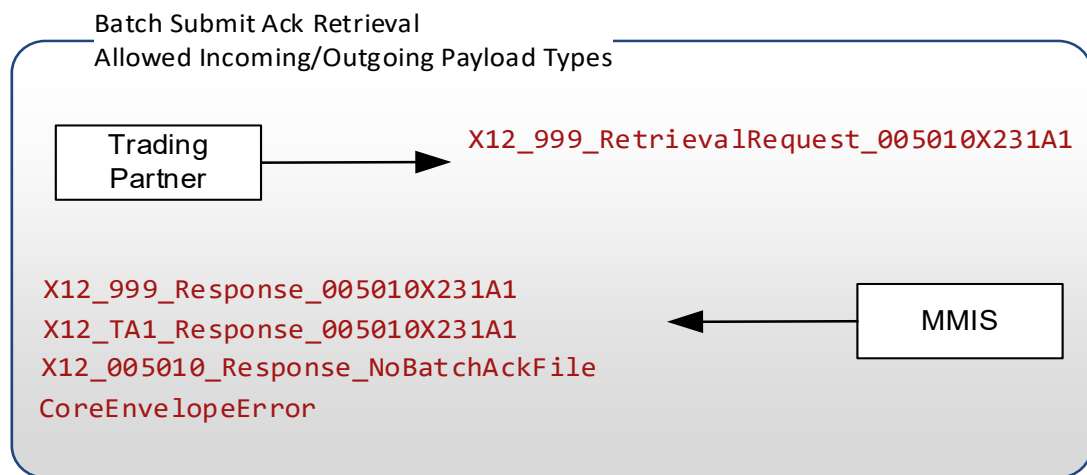 Batch Submit Ack Retrieval
Allowed Incoming/Outgoing Payload Types
Trading
Partner
X12_999_RetrievalRequest_005010X231A1
X12_999_Response_005010X231A1
X12_TA1_Response_005010X231A1
X12_005010_Response_NoBatchAckFile
CoreEnvelopeError
MMIS